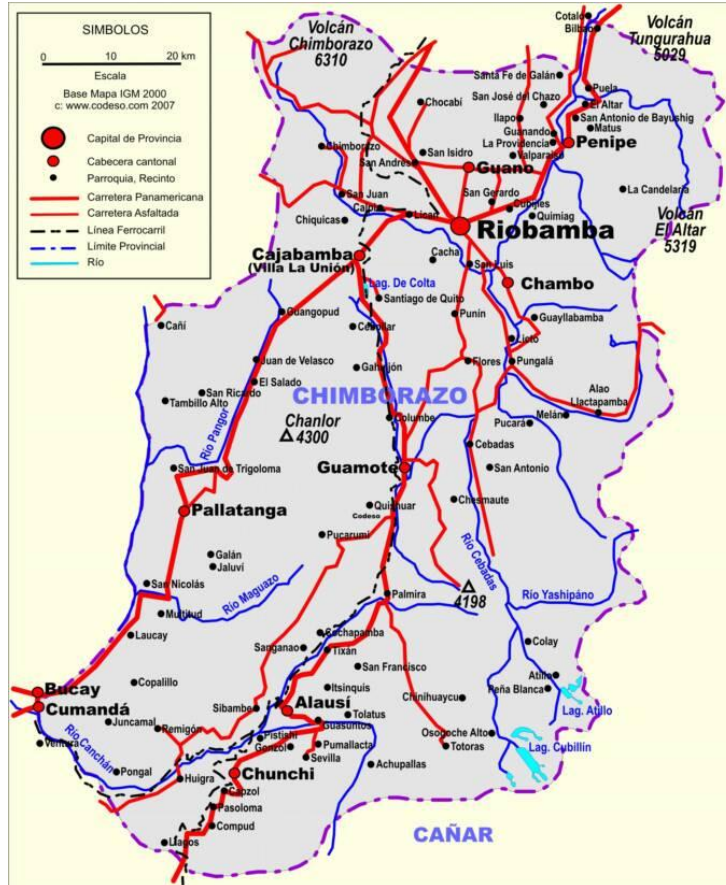 SIMBOLOS
0 10 20 km
Escala
Base Mapa IGM 2000
c: www.codeso.com 2007
Capital de Provincia
Cabecera cantonal
Parroquia, Recinto
Carretera Panamericana
Carretera Asfaltada
Línea Ferrocarril
Límite Provincial
Río
Volcán
Chimborazo
6310
Cotalo
Bilbao
Volcán
Tungurahua
5029
Santa Fe de Galán
Puela
Chocabí
San José del Chazo
El Altar
Ilapo
San Antonio de Bayushig
Guanando
Matus
La Providencia
Penipe
Chimborazo
San Isidro
Valparaiso
San Andres
Guano
La Candelaria
San Juan
San Gerardo
Calpi
Lican
Cubijies
Quimiag
Chiquicas
Riobamba
Volcán
El Altar
5319
Cajabamba
(Villa La Unión)
Cacha
San Luis
Lag. De Colta
Chambo
Santiago de Quito
Guangopud
Punín
Guayllabamba
Cañí
Cebollar
Licto
Juan de Velasco
Gahuijón
Flores
Pungalá
El Salado
San Ricardo
Tambillo Alto
CHIMBORAZO
Alao
Llactapamba
Río Pangor
Chanlor
4300
Columbe
Melán
Pucará
Cebadas
San Juan de Trigoloma
Guamote
San Antonio
Pallatanga
Quishuar
Codeso
Chesmaute
Pucarumi
Galán
Jaluví
Río Cebadas
San Nicolás
Río Maguazo
Palmira
4198
Río Yashipáno
Multitud
Laucay
Sochapamba
Colay
Sanganao
Tixán
Copalillo
San Francisco
Atillo
Bucay
Itsinquis
Chinihuaycu
Peña Blanca
Cumandá
Sibambe
Alausí
Lag. Atillo
Juncamal
Remigón
Tolatus
Guasuntos
Ventura
Pistishi
Osogoche Alto
Río Canchán
Gonzol
Pumallacta
Totoras
Lag. Cubillín
Pongal
Huigra
Chunchi
Sevilla
Achupallas
Capzol
Pasoloma
Compud
CAÑAR
Llagos